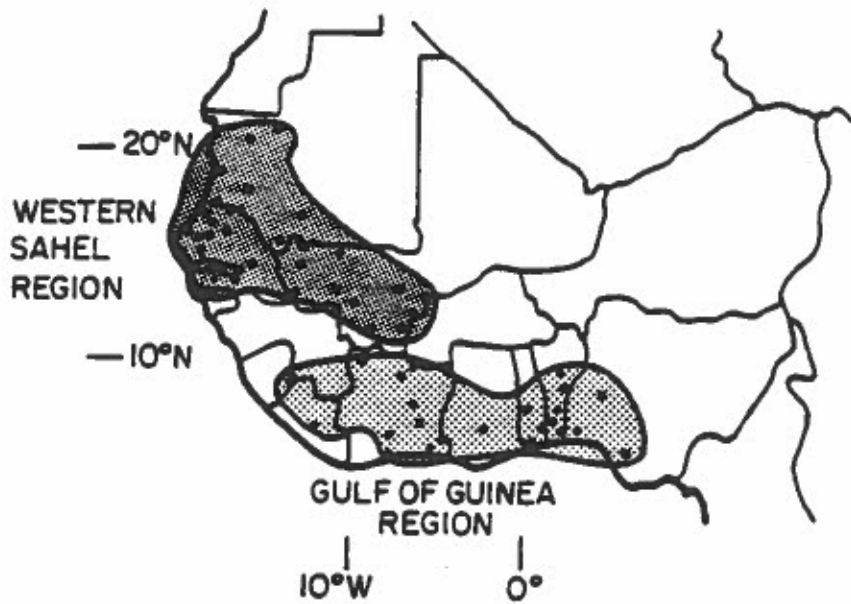 20°N
WESTERN
SAHEL
REGION
10°N
GULF OF GUINEA
REGION
10°W
0°